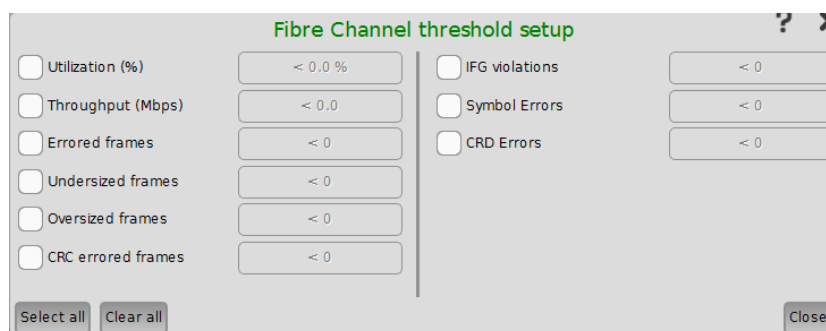 Fibre Channel threshold setup
?
Utilization (%) < 0.0 %
Throughput (Mbps) < 0.0
Errored frames < 0
Undersized frames < 0
Oversized frames < 0
CRC errored frames < 0
IFG violations < 0
Symbol Errors < 0
CRD Errors < 0
Select all Clear all Close